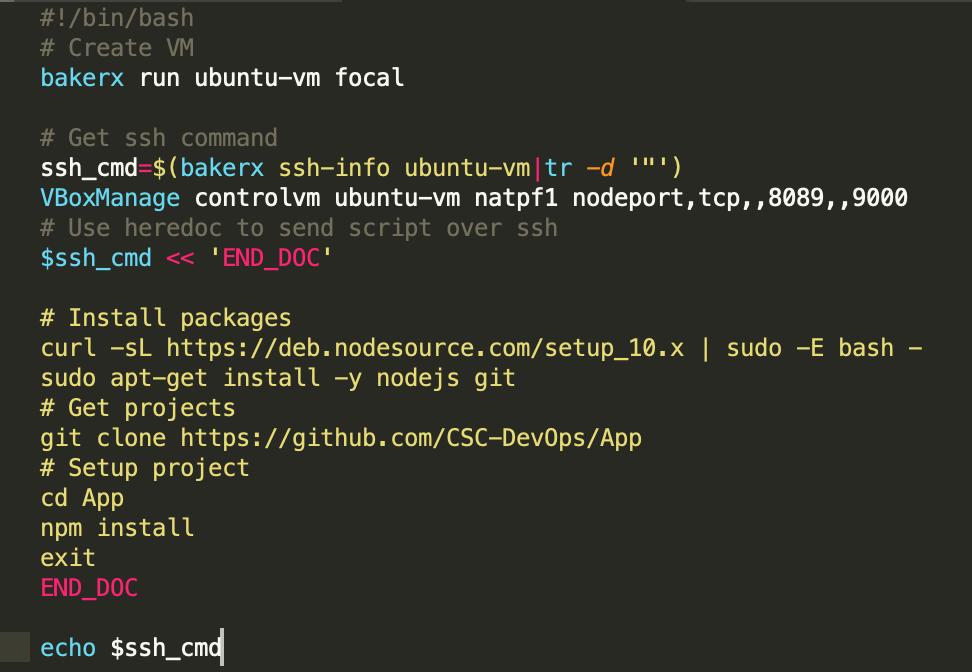 #!/bin/bash
# Create VM
bakerx run ubuntu-vm focal
# Get ssh command
ssh_cmd=$(bakerx ssh-info ubuntu-vm|tr -d '"')
VBoxManage controlvm ubuntu-vm natpf1 nodeport,tcp,,8089,,9000
# Use heredoc to send script over ssh
$ssh_cmd << 'END_DOC'
# Install packages
curl -sL https://deb.nodesource.com/setup_10.x | sudo -E bash -
sudo apt-get install -y nodejs git
# Get projects
git clone https://github.com/CSC-DevOps/App
# Setup project
cd App
npm install
exit
END_DOC
echo $ssh_cmd